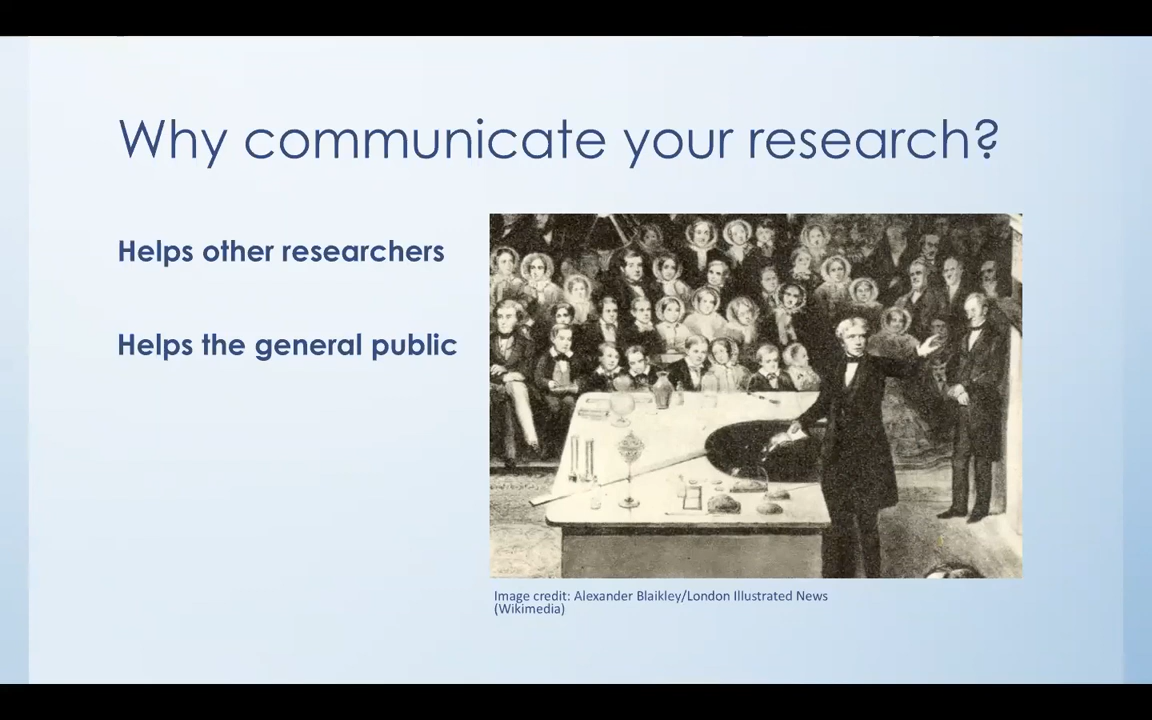 Why communicate your research?
Helps other researchers
Helps the general public
Image credit: Alexander Blaikley/London Illustrated News
(Wikimedia)